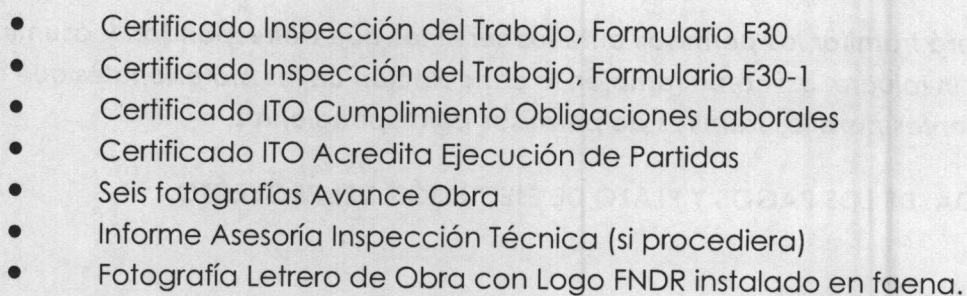 • Certificado Inspección del Trabajo, Formulario F30
• Certificado Inspección del Trabajo, Formulario F30-1
• Certificado ITO Cumplimiento Obligaciones Laborales
• Certificado ITO Acredita Ejecución de Partidas
• Seis fotografías Avance Obra
• Informe Asesoría Inspección Técnica (si procediera)
• Fotografía Letrero de Obra con Logo FNDR instalado en faena.